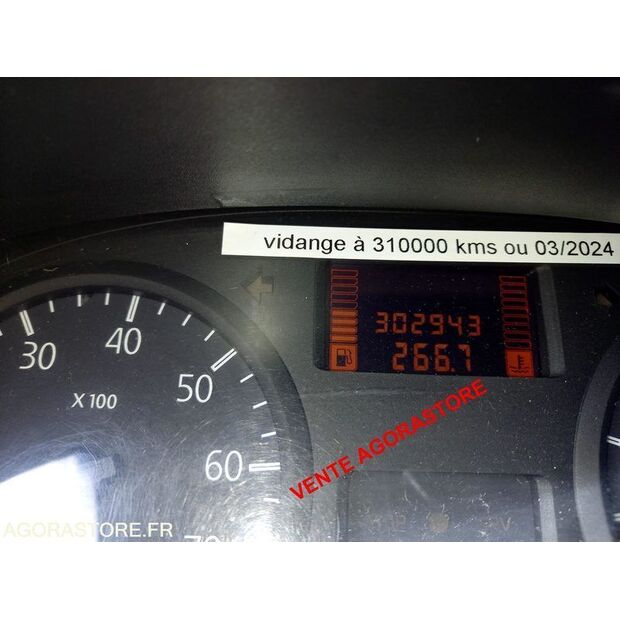 vidange à 310000 kms ou 03/2024
302943
266.7
30
40
50
60
X 100
VENTE AGORASTORE
AGORASTORE.FR